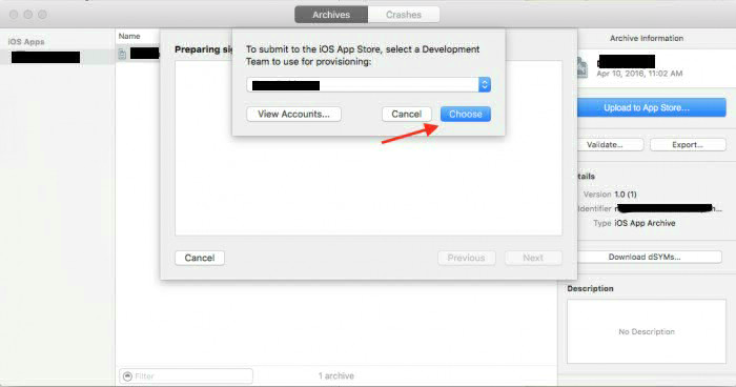 Archives
Crashes
iOS Apps
Name
Preparing
To submit to the iOS App Store, select a Development
Team to use for provisioning:
View Accounts...
Cancel
Choose
Cancel
Previous
Next
Filter
1 archive
Archive Information
Apr 10, 2016, 11:02 AM
Upload to App Store...
Validate...
Export...
Details
Version 1.0 (1)
Identifier
Type iOS App Archive
Download dSYMs...
Description
No Description